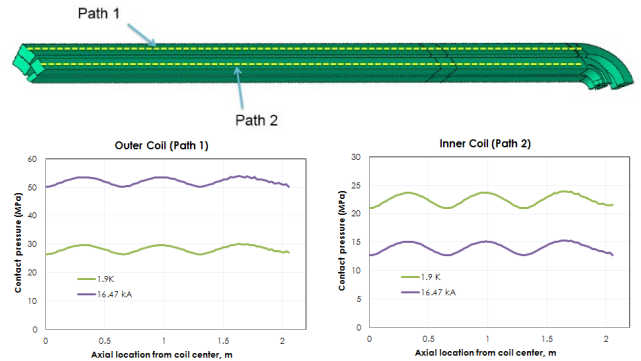 Path 1
Path 2
Outer Coil (Path 1)
60
50
40
30
20
10
0
Contact pressure (MPa)
1.9K
16.47 kA
0
0.5
1
1.5
2
Axial location from coil center, m
Inner Coil (Path 2)
30
25
20
15
10
5
0
Contact pressure (MPa)
1.9 K
16.47 kA
0
0.5
1
1.5
2
Axial location from coil center, m